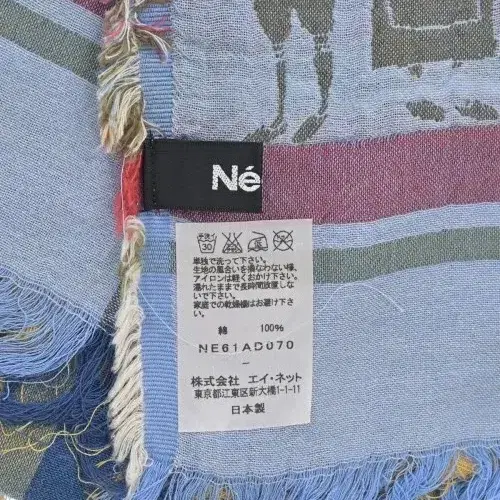 Né
手洗イ
30
単独で洗って下さい。
生地の風合いを損なわない様、
アイロンは軽くおかけ下さい。
濡れたままで長時間放置しな
いで下さい。
家庭での乾燥機はお避け下さ
い。
綿 100%
NE61AD070
–
株式会社 エイ・ネット
東京都江東区新大橋1-1-11
日本製